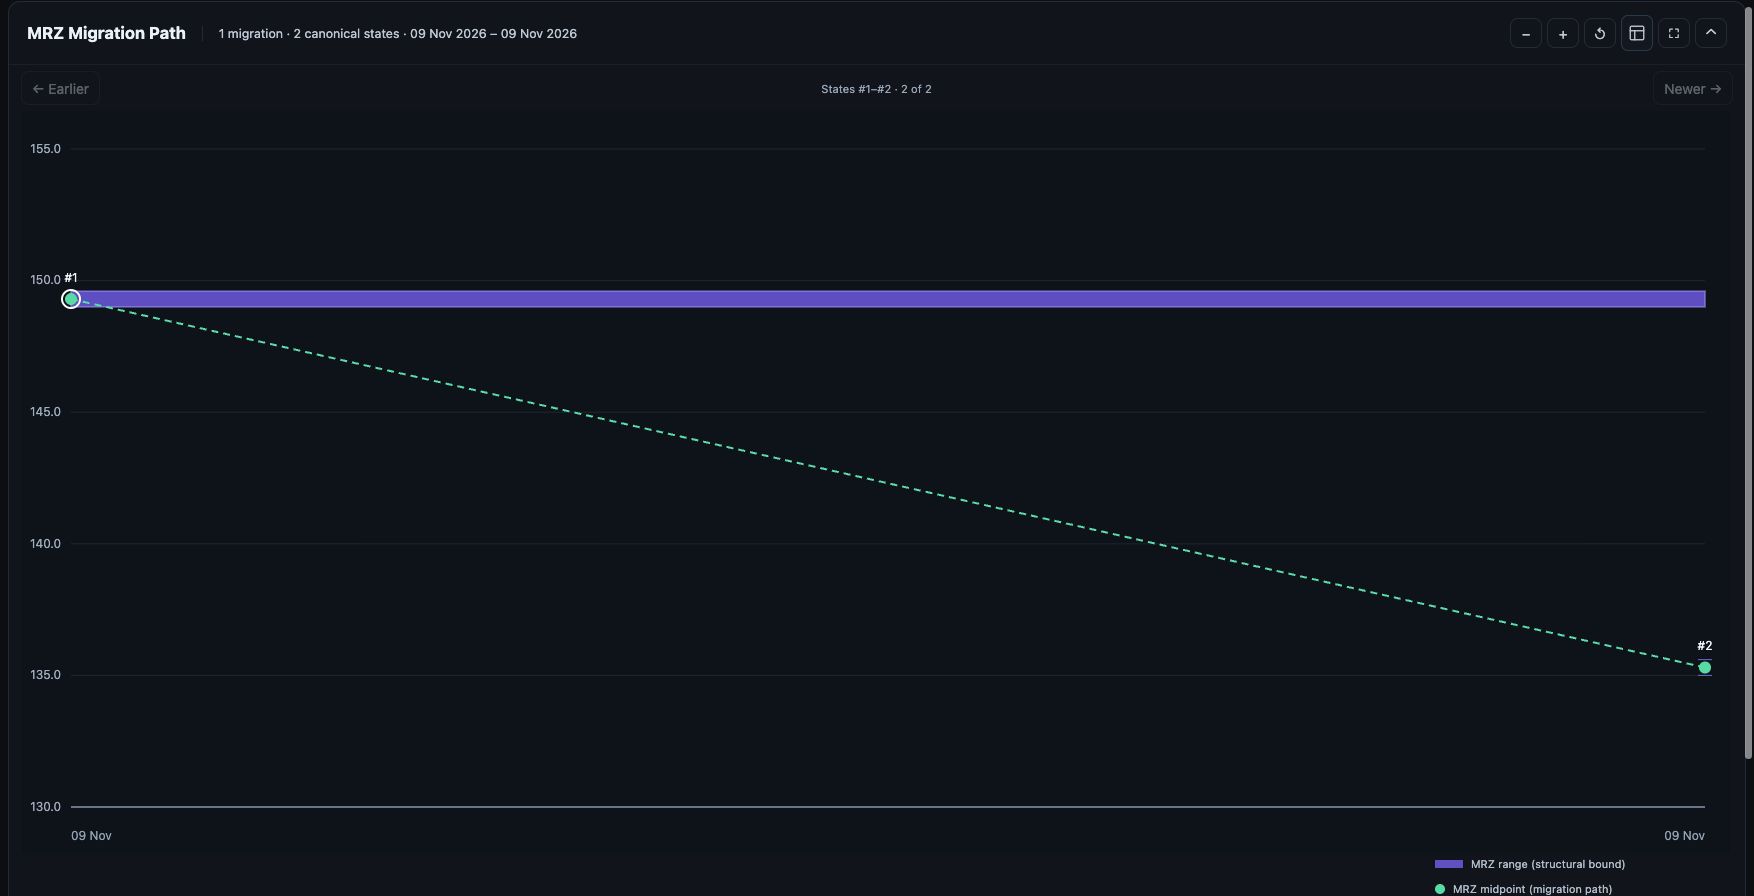 MRZ Migration Path
1 migration · 2 canonical states · 09 Nov 2026 – 09 Nov 2026
← Earlier
States #1–#2 · 2 of 2
Newer →
155.0
150.0
#1
145.0
140.0
#2
135.0
130.0
09 Nov
09 Nov
MRZ range (structural bound)
MRZ midpoint (migration path)